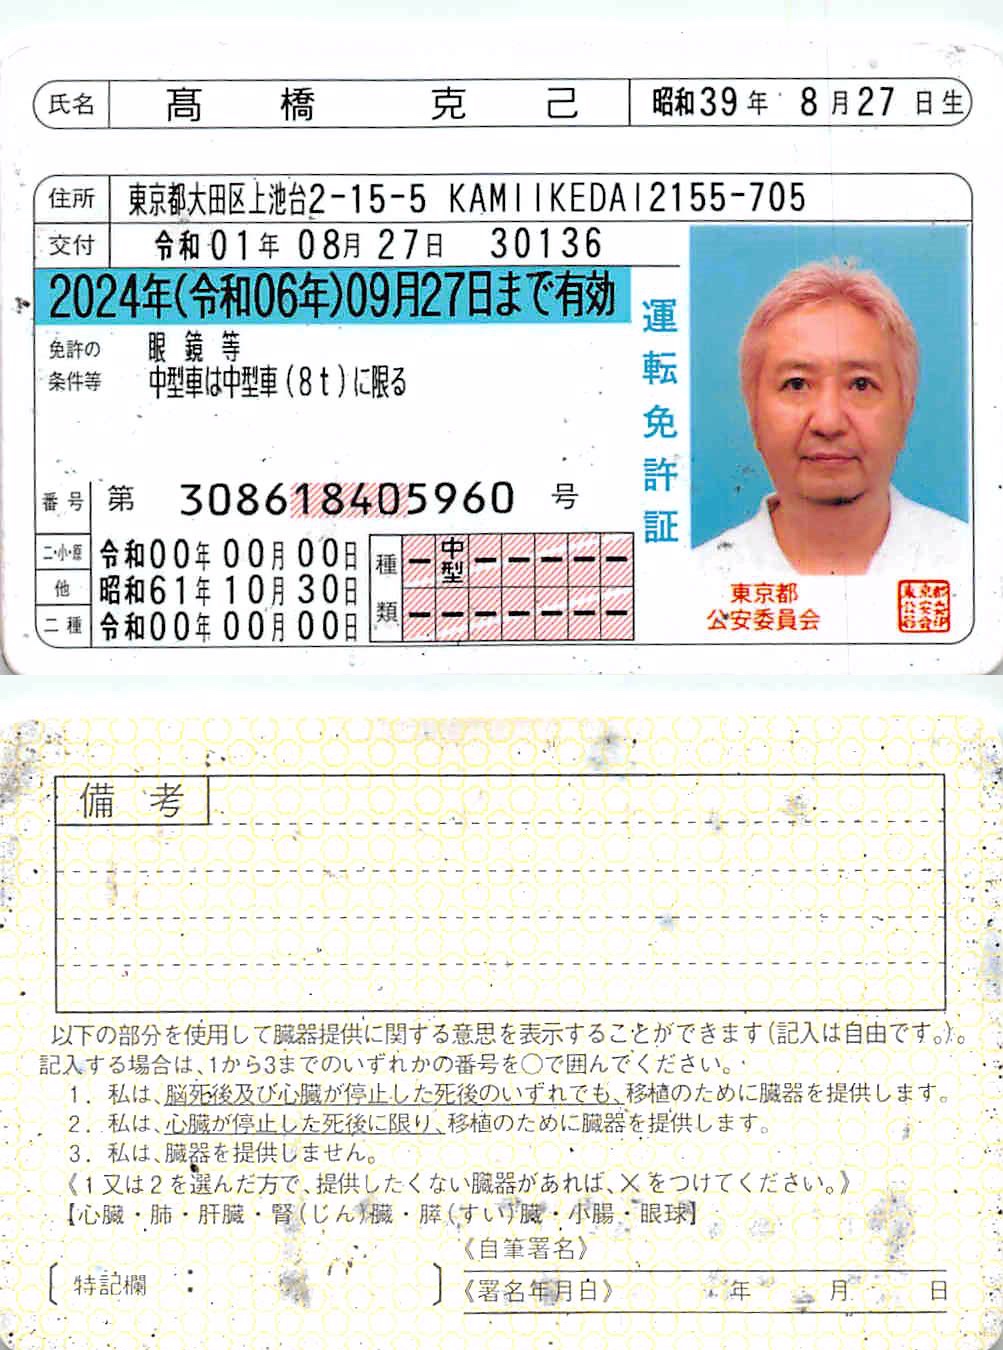 氏名 髙橋 克己 昭和39年 8月27日生
住所 東京都大田区上池台2-15-5 KAMIIKEDAI2155-705
交付 令和01年 08月 27日 30136
2024年(令和06年)09月27日まで有効
免許の 眼鏡等
条件等 中型車は中型車(8t)に限る
運転免許証
番号 第 308618405960 号
二・小・原 令和00年 00月 00日
他 昭和61年 10月 30日
二種 令和00年 00月 00日
種類 ー 中型 ー ー ー ー ー
ー ー ー ー ー ー ー
東京都
公安委員会
備考
以下の部分を使用して臓器提供に関する意思を表示することができます(記入は自由です。)。
記入する場合は、1から3までのいずれかの番号を○で囲んでください。
1. 私は、脳死後及び心臓が停止した死後のいずれでも、移植のために臓器を提供します。
2. 私は、心臓が停止した死後に限り、移植のために臓器を提供します。
3. 私は、臓器を提供しません。
《1又は2を選んだ方で、提供したくない臓器があれば、×をつけてください。》
【心臓・肺・肝臓・腎(じん)臓・膵(すい)臓・小腸・眼球】
〔特記欄：　　　〕
《自筆署名》
《署名年月日》 年 月 日